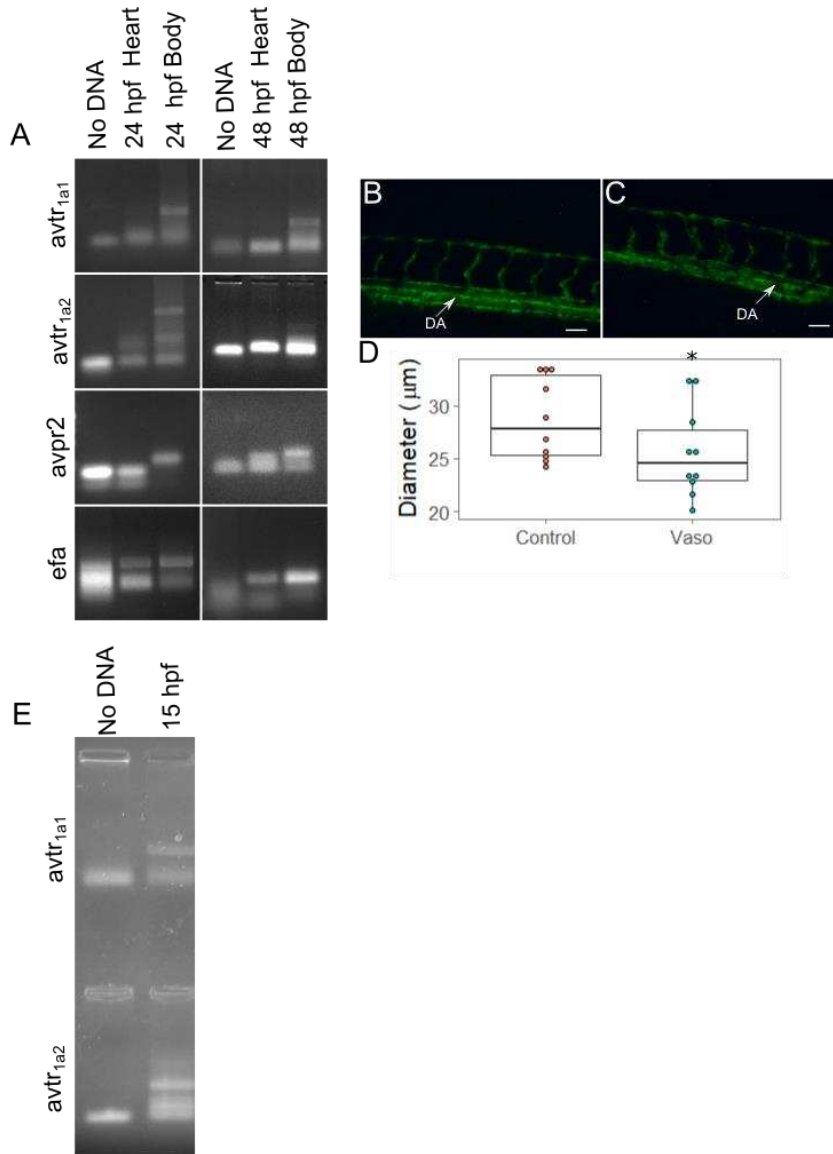 A
No DNA
24 hpf Heart
24 hpf Body
No DNA
48 hpf Heart
48 hpf Body
avtr1a1
avtr1a2
avpr2
efa
B
DA
C
DA
D
*
Diameter ( μm)
30
25
20
Control
Vaso
E
No DNA
15 hpf
avtr1a1
avtr1a2